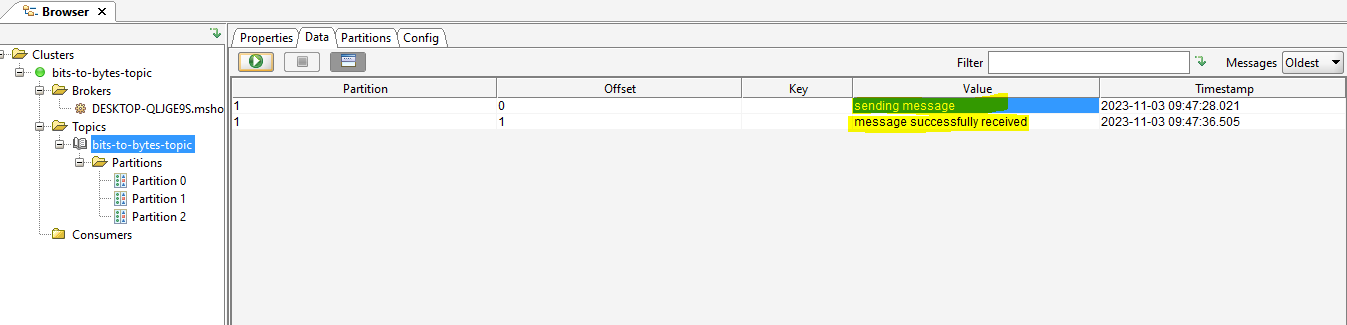 Browser
Clusters
bits-to-bytes-topic
Brokers
DESKTOP-QLJGE9S.msho
Topics
bits-to-bytes-topic
Partitions
Partition 0
Partition 1
Partition 2
Consumers
Properties Data Partitions Config
Filter Messages Oldest
Partition Offset Key Value Timestamp
1 0 sending message 2023-11-03 09:47:28.021
1 1 message successfully received 2023-11-03 09:47:36.505